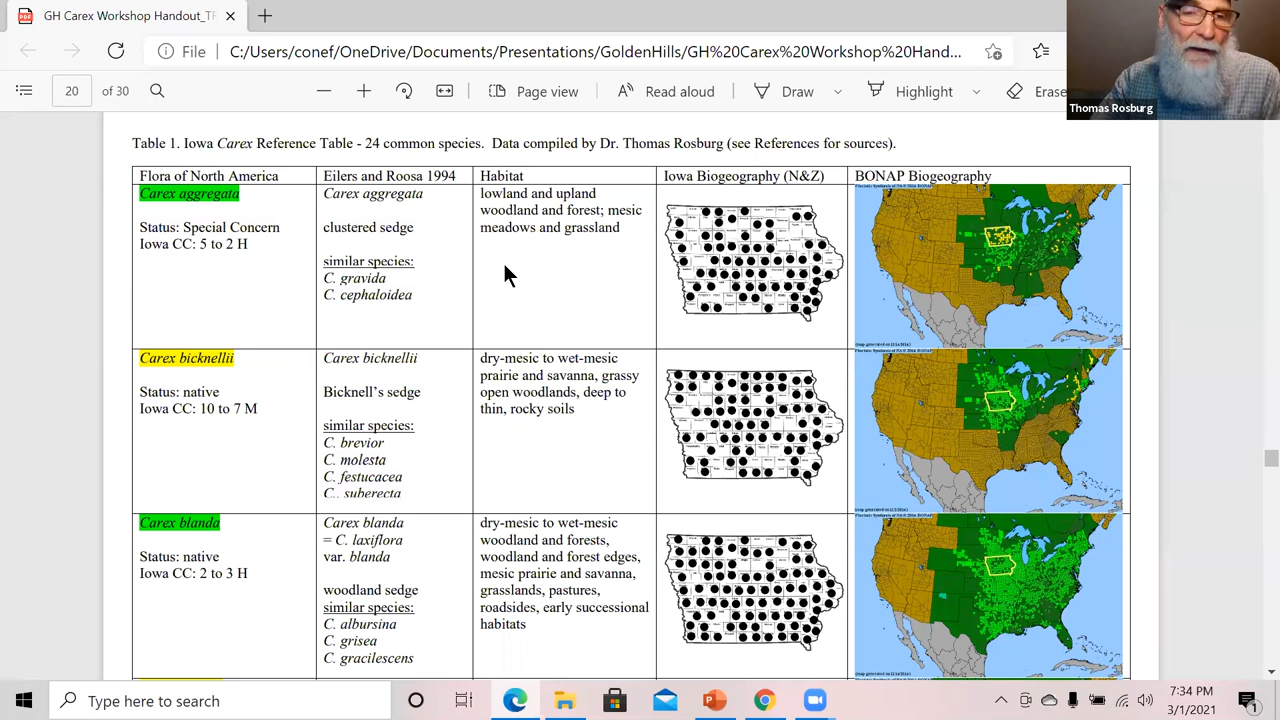 GH Carex Workshop Handout_TR
File
C:/Users/conef/OneDrive/Documents/Presentations/GoldenHills/GH%20Carex%20Workshop%20Hand...
20 of 30
Page view
Read aloud
Draw
Highlight
Erase
Thomas Rosburg
Table 1. Iowa Carex Reference Table - 24 common species. Data compiled by Dr. Thomas Rosburg (see References for sources).
Flora of North America
Eilers and Roosa 1994
Habitat
Iowa Biogeography (N&Z)
BONAP Biogeography
Carex aggregata
Status: Special Concern
Iowa CC: 5 to 2 H
Carex aggregata
clustered sedge
similar species:
C. gravida
C. cephaloidea
lowland and upland
woodland and forest; mesic
meadows and grassland
Carex bicknellii
Status: native
Iowa CC: 10 to 7 M
Carex bicknellii
Bicknell's sedge
similar species:
C. brevior
C. molesta
C. festucacea
C.. suberecta
dry-mesic to wet-mesic
prairie and savanna, grassy
open woodlands, deep to
thin, rocky soils
Carex blanda
Status: native
Iowa CC: 2 to 3 H
Carex blanda
= C. laxiflora
var. blanda
woodland sedge
similar species:
C. albursina
C. grisea
C. gracilescens
dry-mesic to wet-mesic
woodland and forests,
woodland and forest edges,
mesic prairie and savanna,
grasslands, pastures,
roadsides, early successional
habitats
Type here to search
7:34 PM
3/1/2021
1